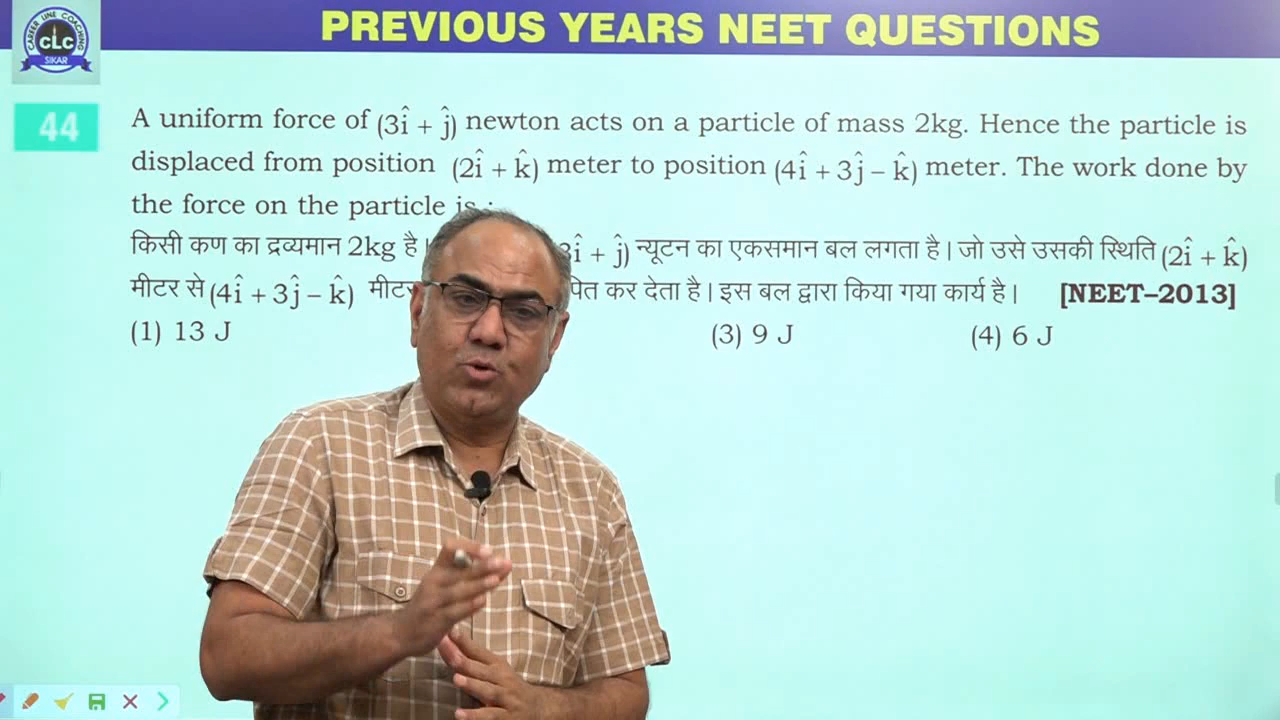 PREVIOUS YEARS NEET QUESTIONS
CAREER LINE COACHING
CLC
SIKAR
44
A uniform force of (3î + ĵ) newton acts on a particle of mass 2kg. Hence the particle is
displaced from position (2î + k̂) meter to position (4î + 3ĵ – k̂) meter. The work done by
the force on the particle is :
किसी कण का द्रव्यमान 2kg है। 3î + ĵ) न्यूटन का एकसमान बल लगता है। जो उसे उसकी स्थिति (2î + k̂)
मीटर से (4î + 3ĵ – k̂) मीटर कर देता है। इस बल द्वारा किया गया कार्य है। [NEET–2013]
(1) 13 J (3) 9 J (4) 6 J